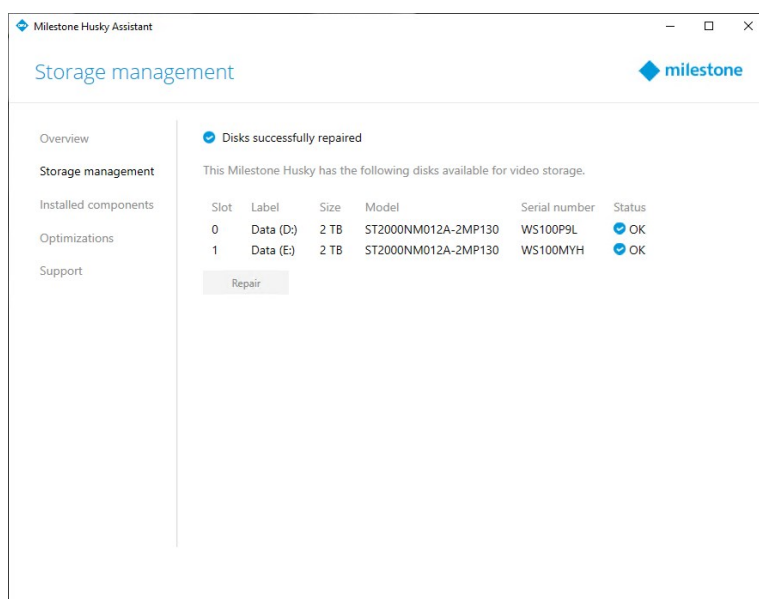 Milestone Husky Assistant
Storage management
milestone
Overview
Storage management
Installed components
Optimizations
Support
Disks successfully repaired
This Milestone Husky has the following disks available for video storage.
Slot Label Size Model Serial number Status
0 Data (D:) 2 TB ST2000NM012A-2MP130 WS100P9L OK
1 Data (E:) 2 TB ST2000NM012A-2MP130 WS100MYH OK
Repair